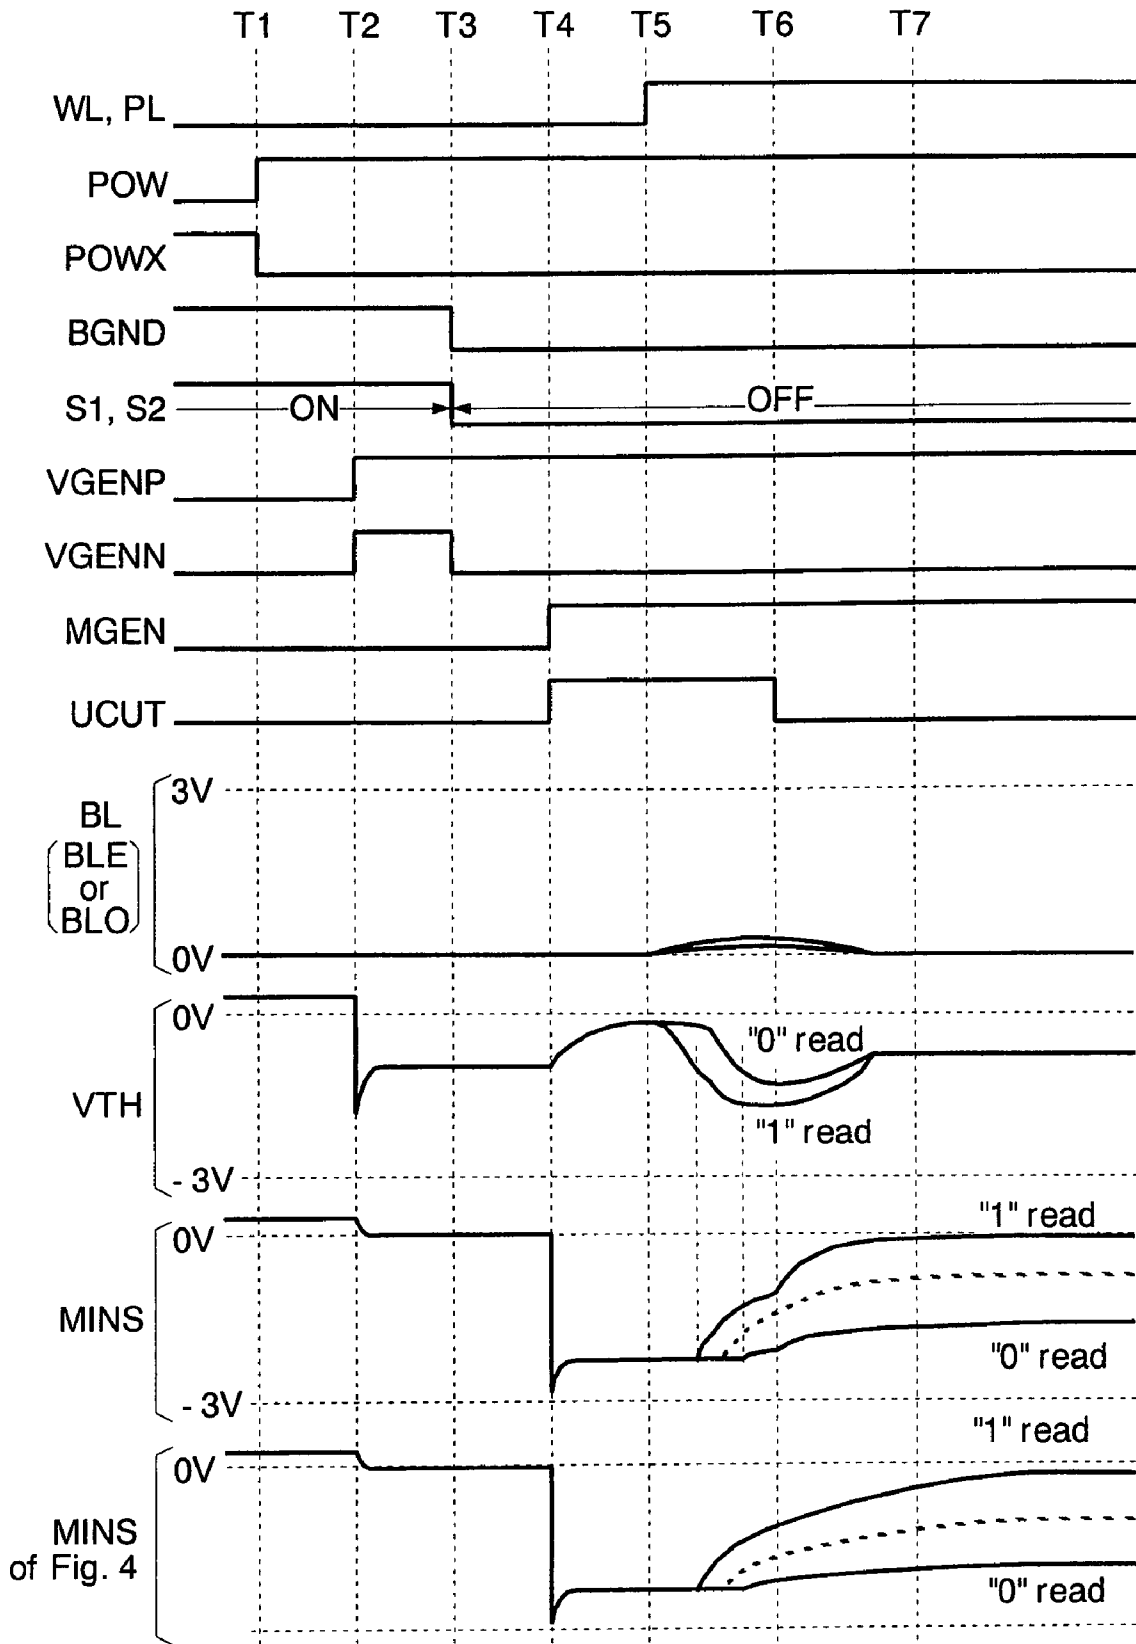 T1 T2 T3 T4 T5 T6 T7
WL, PL
POW
POWX
BGND
S1, S2 ON OFF
VGENP
VGENN
MGEN
UCUT
3V
BL
BLE
or
BLO
0V
0V
"0" read
VTH
"1" read
- 3V
"1" read
0V
MINS
"0" read
- 3V
"1" read
0V
MINS
of Fig. 4
"0" read